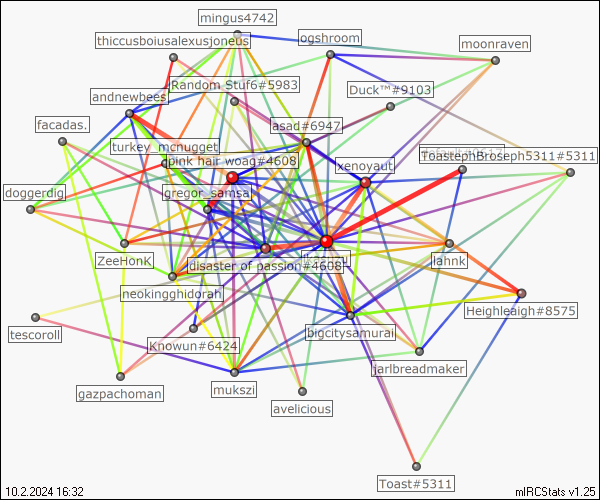 mingus4742
thiccusboiusalexusjoneus
ogshroom
moonraven
Random Stuf6#5983
Duck™#9103
andnewbees
facadas.
asad#6947
turkey_mcnugget
pink hair woag#4608
xenoyaut
ToastephBroseph5311#5311
doggerdig
gregor_samsa
ZeeHonK
disaster of passion#4608
lahnk
neokingghidorah
Heighleaigh#8575
tescoroll
Knowun#6424
bigcitysamurai
jarlbreadmaker
gazpachoman
mukszi
avelicious
Toast#5311
10.2.2024 16:32
mIRCStats v1.25